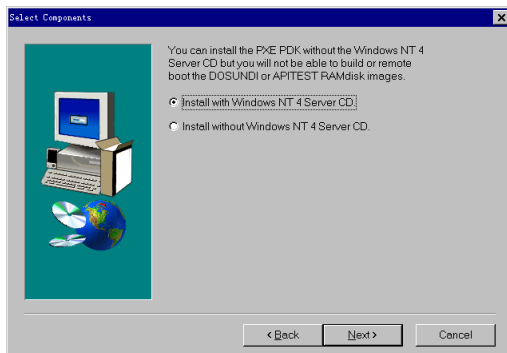 Select Components
You can install the PXE PDK without the Windows NT 4
Server CD but you will not be able to build or remote
boot the DOSUNDI or APITEST RAMdisk images.
Install with Windows NT 4 Server CD.
Install without Windows NT 4 Server CD.
< Back Next > Cancel